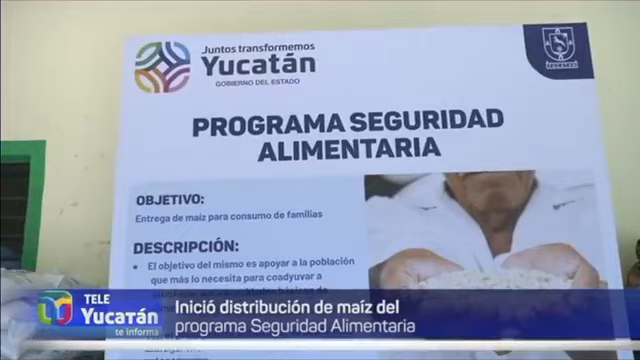 Juntos transformemos
Yucatán
GOBIERNO DEL ESTADO
YUCATÁN
PROGRAMA SEGURIDAD
ALIMENTARIA
OBJETIVO:
Entrega de maíz para consumo de familias
DESCRIPCIÓN:
• El objetivo del mismo es apoyar a la población
que más lo necesita para coadyuvar a
TELE
Yucatán
te informa
Inició distribución de maíz del
programa Seguridad Alimentaria